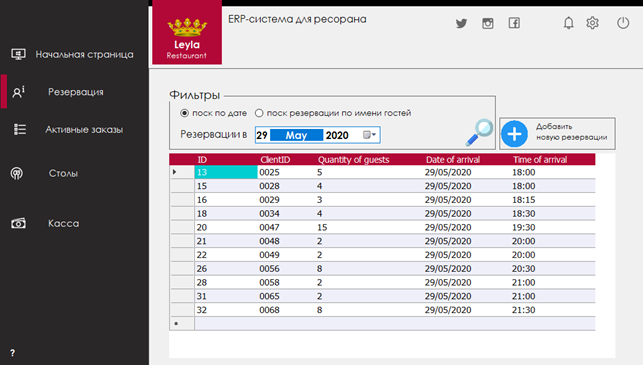 ERP-система для ресорана
Leyla
Restaurant
Начальная страница
Резервация
Активные заказы
Столы
Касса
?
Фильтры
поск по дате поск резервации по имени гостей
Резервации в 29 May 2020
Добавить
новую резервации
ID ClentID Quantity of guests Date of arrival Time of arrival
13 0025 5 29/05/2020 18:00
15 0028 4 29/05/2020 18:00
16 0029 3 29/05/2020 18:15
18 0034 4 29/05/2020 18:30
20 0047 15 29/05/2020 19:30
21 0048 2 29/05/2020 20:00
22 0049 2 29/05/2020 20:00
26 0056 8 29/05/2020 20:30
28 0058 2 29/05/2020 21:00
31 0065 2 29/05/2020 21:00
32 0068 8 29/05/2020 21:30